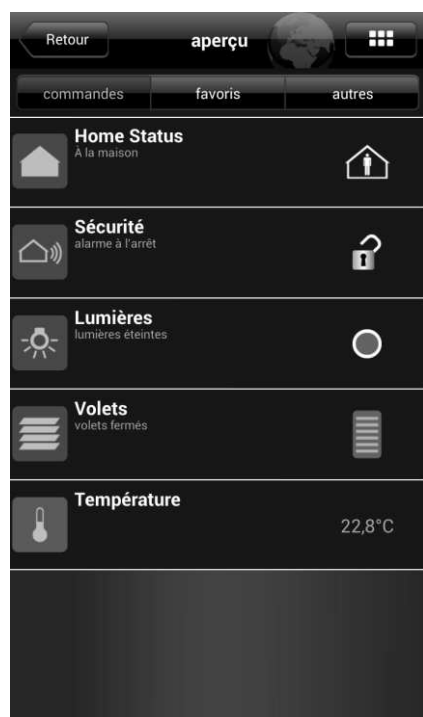 Retour
aperçu
commandes
favoris
autres
Home Status
À la maison
Sécurité
alarme à l'arrêt
Lumières
lumières éteintes
Volets
volets fermés
Température
22,8°C